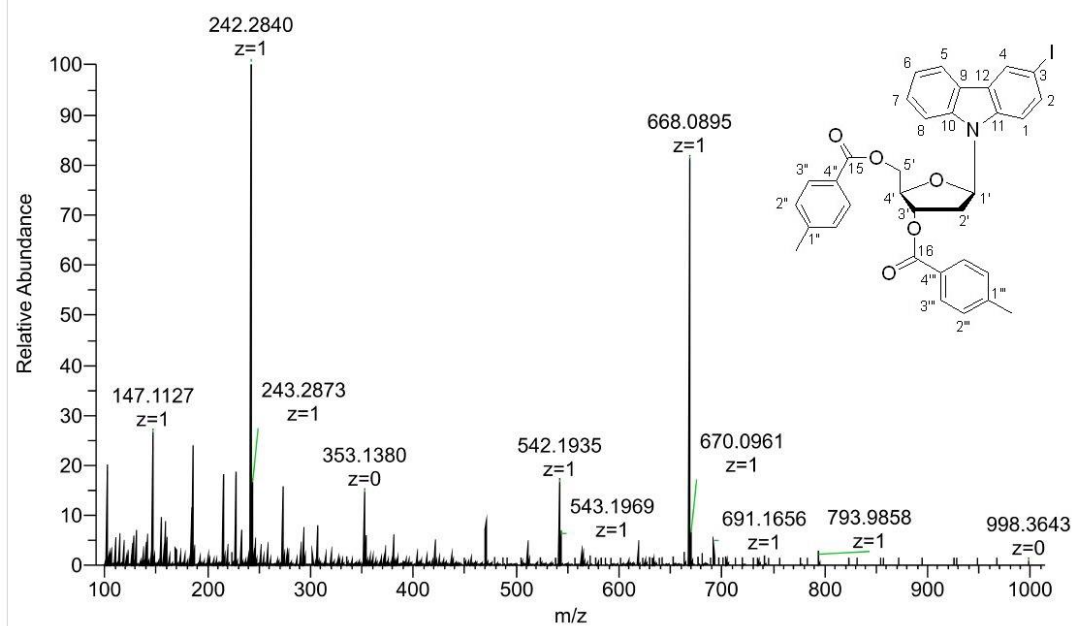 242.2840
z=1
668.0895
z=1
147.1127
z=1
243.2873
z=1
353.1380
z=0
542.1935
z=1
543.1969
z=1
670.0961
z=1
691.1656
z=1
793.9858
z=1
998.3643
z=0
Relative Abundance
100
90
80
70
60
50
40
30
20
10
0
100 200 300 400 500 600 700 800 900 1000
m/z
5 4 I
6 9 12 3
7 10 11 2
8 N 1
O 5'
3" 4" 15 O O
2" 4' 1'
1" 3' 2'
O
16
O 4'" 1'"
3'"
2'"